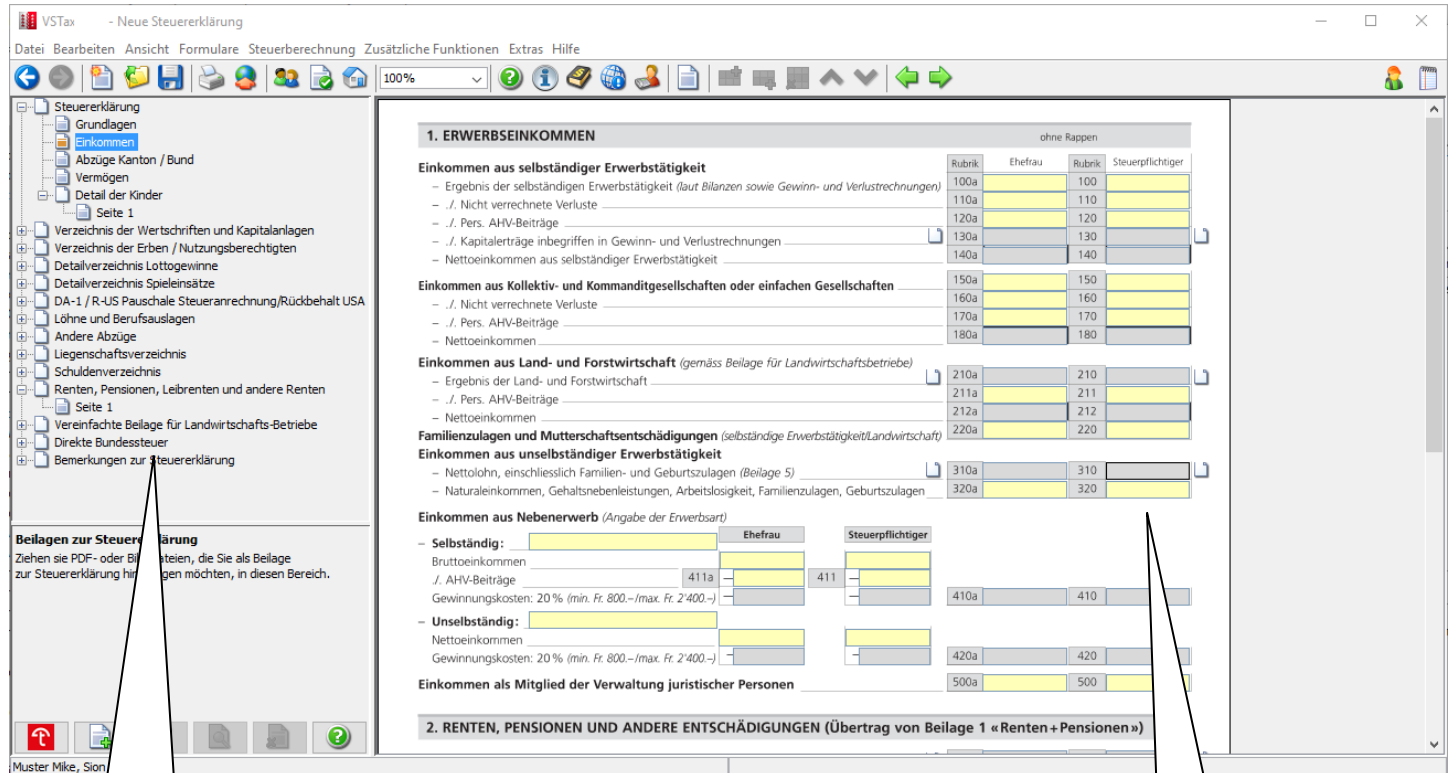 VSTax - Neue Steuererklärung
Datei Bearbeiten Ansicht Formulare Steuerberechnung Zusätzliche Funktionen Extras Hilfe
100%
Steuererklärung
Grundlagen
Einkommen
Abzüge Kanton / Bund
Vermögen
Detail der Kinder
Seite 1
Verzeichnis der Wertschriften und Kapitalanlagen
Verzeichnis der Erben / Nutzungsberechtigten
Detailverzeichnis Lottogewinne
Detailverzeichnis Spieleinsätze
DA-1 / R-US Pauschale Steueranrechnung/Rückbehalt USA
Löhne und Berufsauslagen
Andere Abzüge
Liegenschaftsverzeichnis
Schuldenverzeichnis
Renten, Pensionen, Leibrenten und andere Renten
Seite 1
Vereinfachte Beilage für Landwirtschafts-Betriebe
Direkte Bundessteuer
Bemerkungen zur Steuererklärung
Beilagen zur Steuer ärung
Ziehen sie PDF- oder Bil ateien, die Sie als Beilage
zur Steuererklärung hin gen möchten, in diesen Bereich.
Muster Mike, Sion
1. ERWERBSEINKOMMEN ohne Rappen
Rubrik Ehefrau Rubrik Steuerpflichtiger
Einkommen aus selbständiger Erwerbstätigkeit
– Ergebnis der selbständigen Erwerbstätigkeit (laut Bilanzen sowie Gewinn- und Verlustrechnungen) 100a 100
– ./. Nicht verrechnete Verluste 110a 110
– ./. Pers. AHV-Beiträge 120a 120
– ./. Kapitalerträge inbegriffen in Gewinn- und Verlustrechnungen 130a 130
– Nettoeinkommen aus selbständiger Erwerbstätigkeit 140a 140
Einkommen aus Kollektiv- und Kommanditgesellschaften oder einfachen Gesellschaften 150a 150
– ./. Nicht verrechnete Verluste 160a 160
– ./. Pers. AHV-Beiträge 170a 170
– Nettoeinkommen 180a 180
Einkommen aus Land- und Forstwirtschaft (gemäss Beilage für Landwirtschaftsbetriebe)
– Ergebnis der Land- und Forstwirtschaft 210a 210
– ./. Pers. AHV-Beiträge 211a 211
– Nettoeinkommen 212a 212
Familienzulagen und Mutterschaftsentschädigungen (selbständige Erwerbstätigkeit/Landwirtschaft) 220a 220
Einkommen aus unselbständiger Erwerbstätigkeit
– Nettolohn, einschliesslich Familien- und Geburtszulagen (Beilage 5) 310a 310
– Naturaleinkommen, Gehaltsnebenleistungen, Arbeitslosigkeit, Familienzulagen, Geburtszulagen 320a 320
Einkommen aus Nebenerwerb (Angabe der Erwerbsart)
Ehefrau Steuerpflichtiger
– Selbständig:
Bruttoeinkommen
./. AHV-Beiträge 411a – 411 –
Gewinnungskosten: 20 % (min. Fr. 800.–/max. Fr. 2'400.–) – – 410a 410
– Unselbständig:
Nettoeinkommen
Gewinnungskosten: 20 % (min. Fr. 800.–/max. Fr. 2'400.–) – – 420a 420
Einkommen als Mitglied der Verwaltung juristischer Personen 500a 500
2. RENTEN, PENSIONEN UND ANDERE ENTSCHÄDIGUNGEN (Übertrag von Beilage 1 «Renten+Pensionen»)